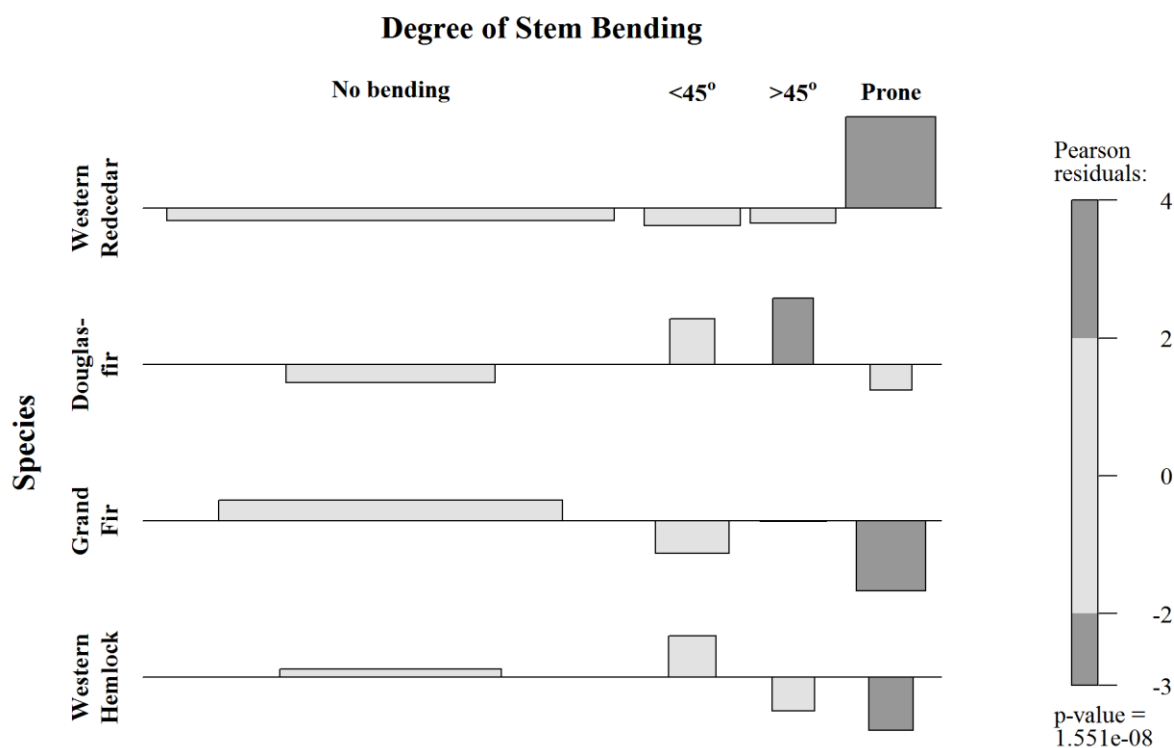 Degree of Stem Bending
No bending <45° >45° Prone
Western
Redcedar
Douglas-
fir
Grand
Fir
Western
Hemlock
Species
Pearson
residuals:
4
2
0
-2
-3
p-value =
1.551e-08